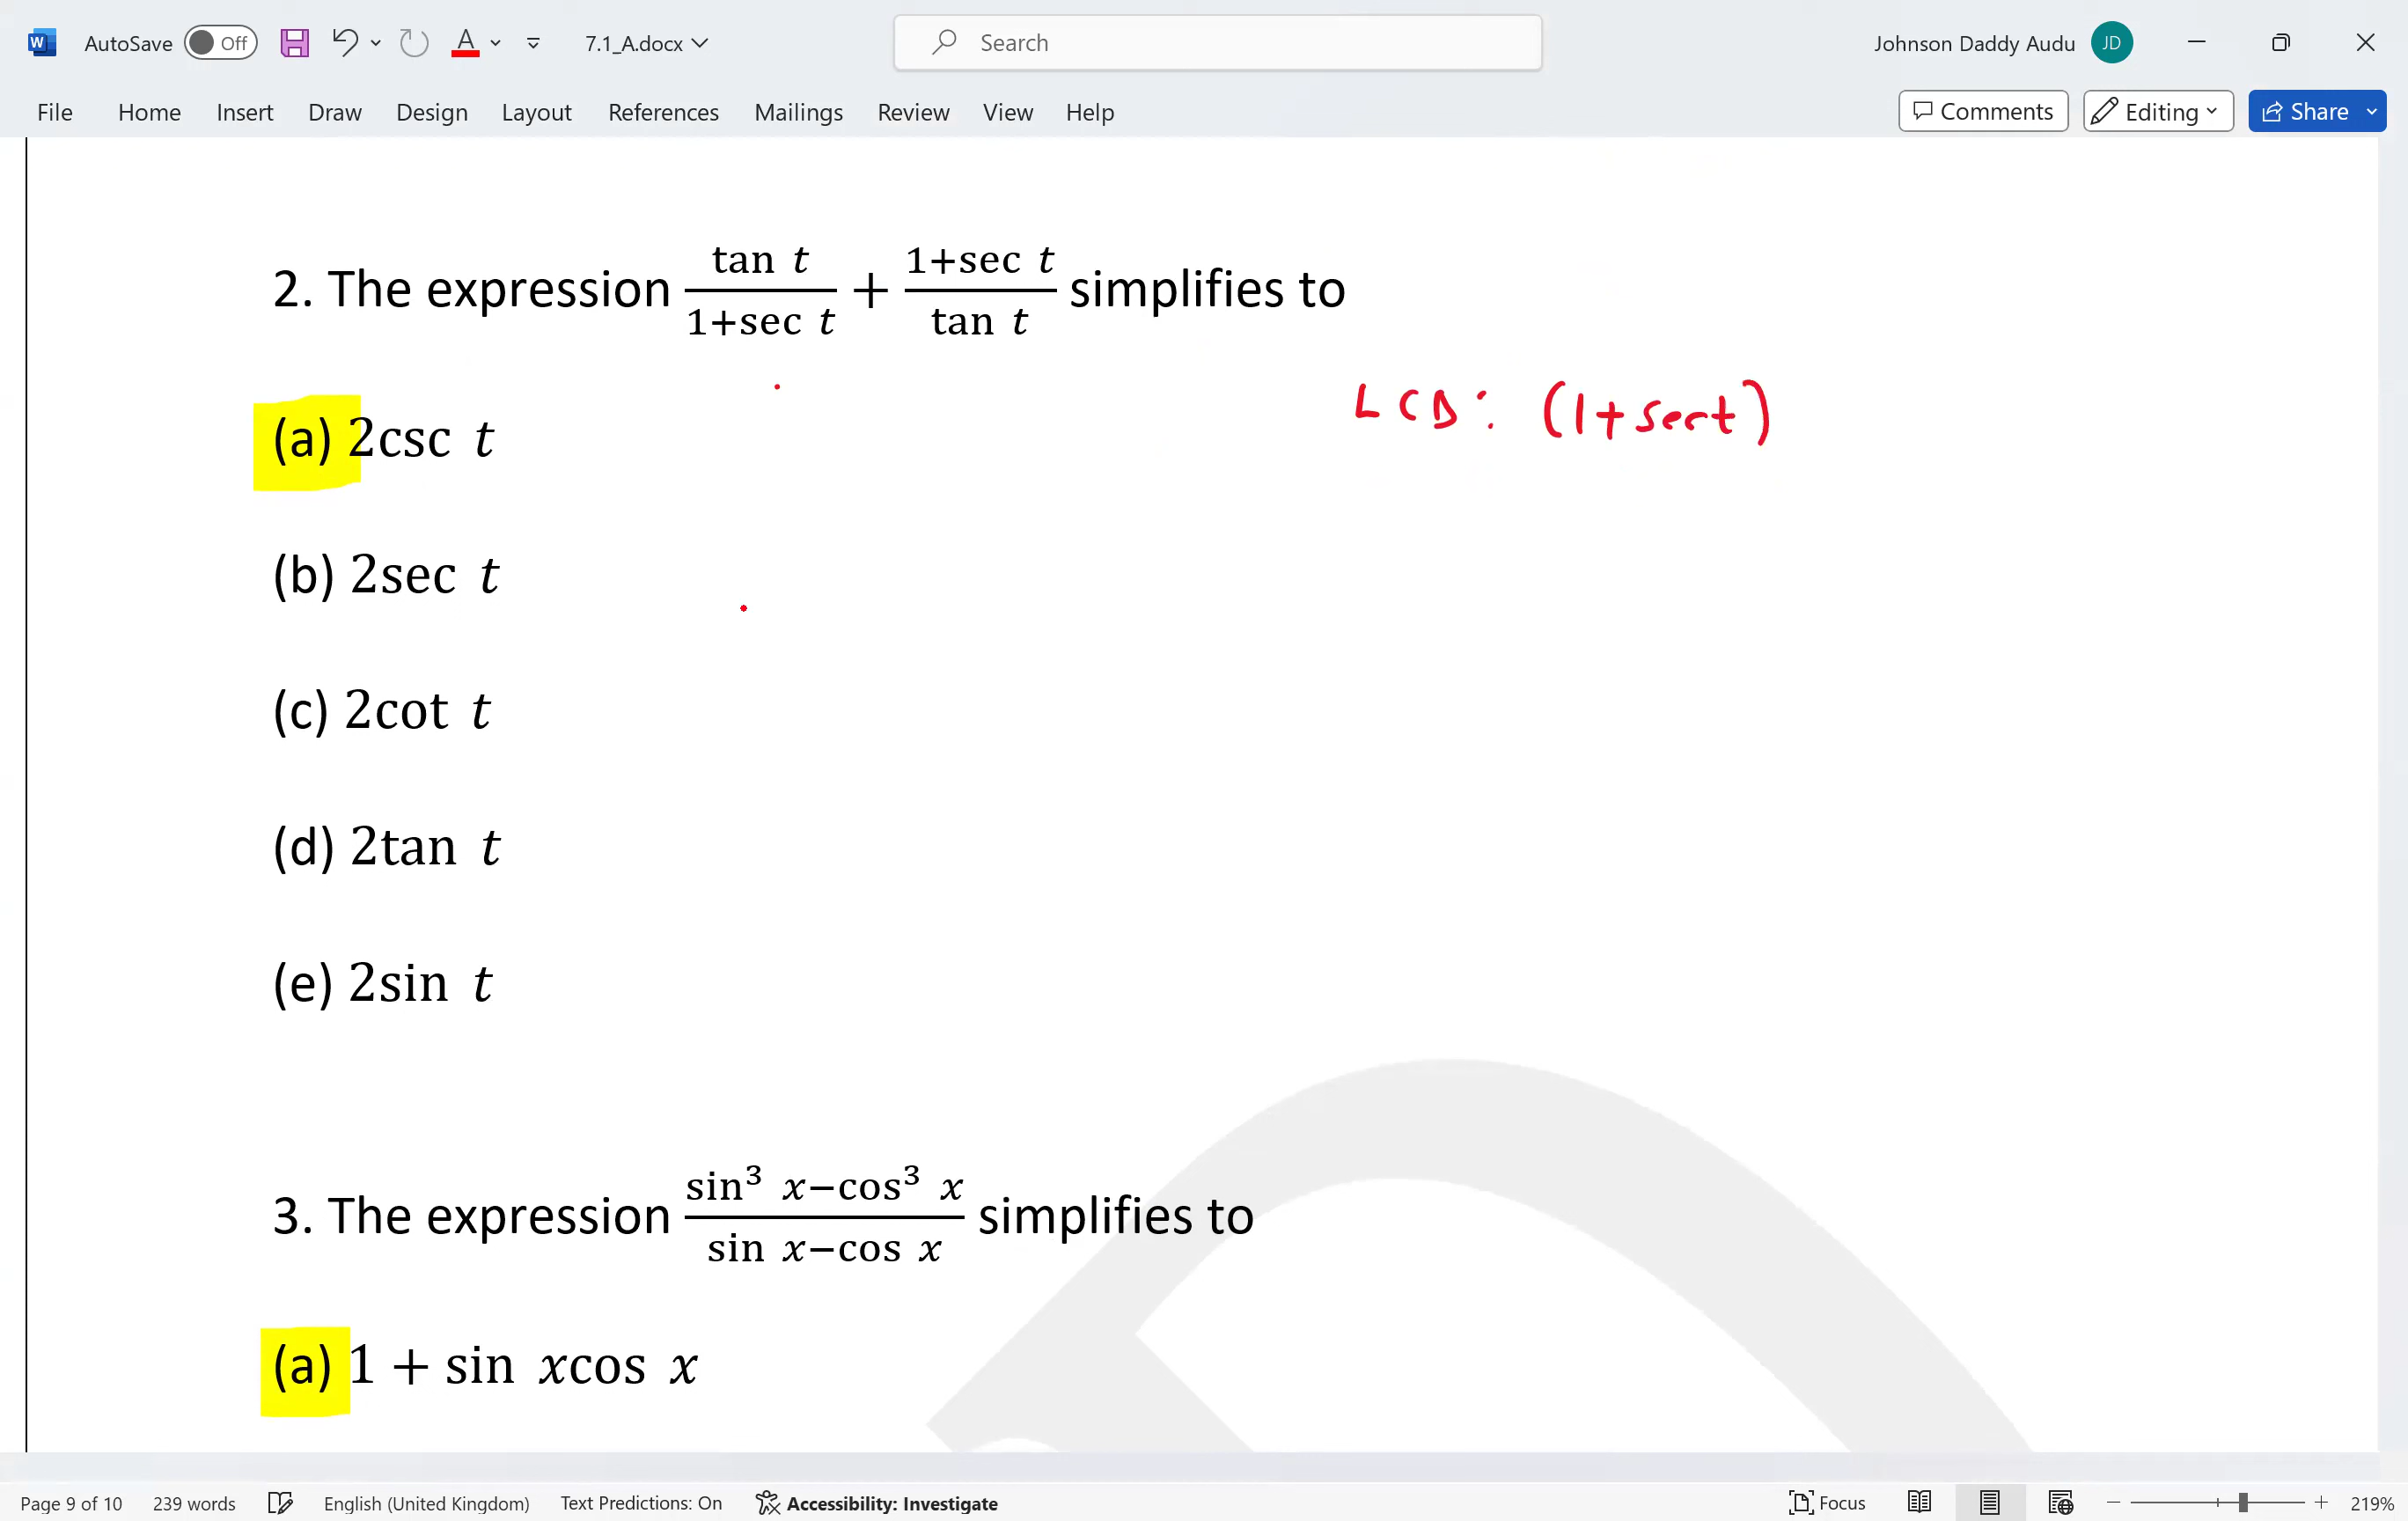 AutoSave Off A 7.1_A.docx Search Johnson Daddy Audu JD
File Home Insert Draw Design Layout References Mailings Review View Help Comments Editing Share
2. The expression \frac{tan t}{1+sec t} + \frac{1+sec t}{tan t} simplifies to
LCD: (1+sect)
(a) 2csc t
(b) 2sec t
(c) 2cot t
(d) 2tan t
(e) 2sin t
3. The expression \frac{sin³ x−cos³ x}{sin x−cos x} simplifies to
(a) 1 + sin xcos x
Page 9 of 10 239 words English (United Kingdom) Text Predictions: On Accessibility: Investigate Focus 219%